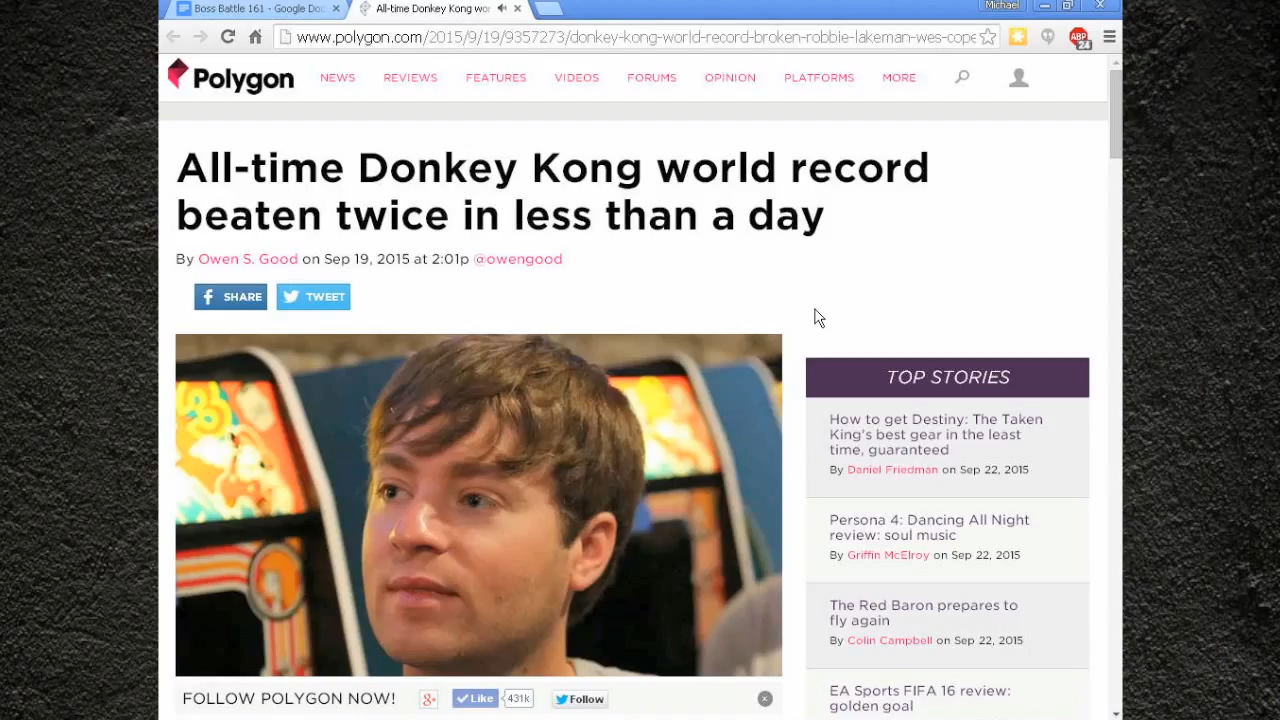 Boss Battle 161 - Google Doc
All-time Donkey Kong wor
Michael
www.polygon.com/2015/9/19/9357273/donkey-kong-world-record-broken-robbie-lakeman-wes-cope
ABP
24
Polygon
NEWS
REVIEWS
FEATURES
VIDEOS
FORUMS
OPINION
PLATFORMS
MORE
All-time Donkey Kong world record
beaten twice in less than a day
By Owen S. Good on Sep 19, 2015 at 2:01p @owengood
SHARE
TWEET
TOP STORIES
How to get Destiny: The Taken
King's best gear in the least
time, guaranteed
By Daniel Friedman on Sep 22, 2015
Persona 4: Dancing All Night
review: soul music
By Griffin McElroy on Sep 22, 2015
The Red Baron prepares to
fly again
By Colin Campbell on Sep 22, 2015
EA Sports FIFA 16 review:
golden goal
FOLLOW POLYGON NOW!
g+
Like
431k
Follow